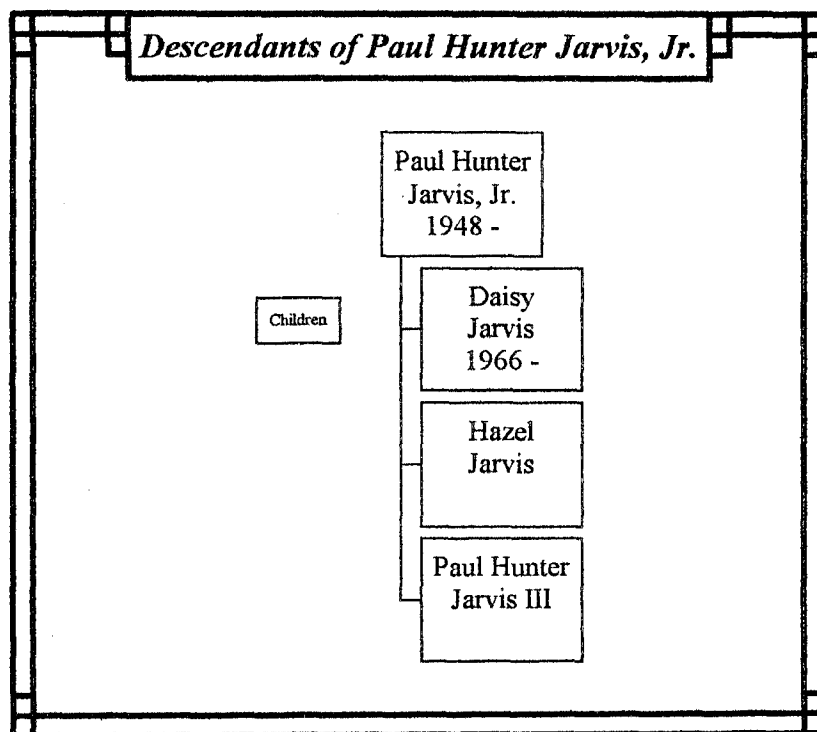 Descendants of Paul Hunter Jarvis, Jr.
Paul Hunter
Jarvis, Jr.
1948 -
Children
Daisy
Jarvis
1966 -
Hazel
Jarvis
Paul Hunter
Jarvis III